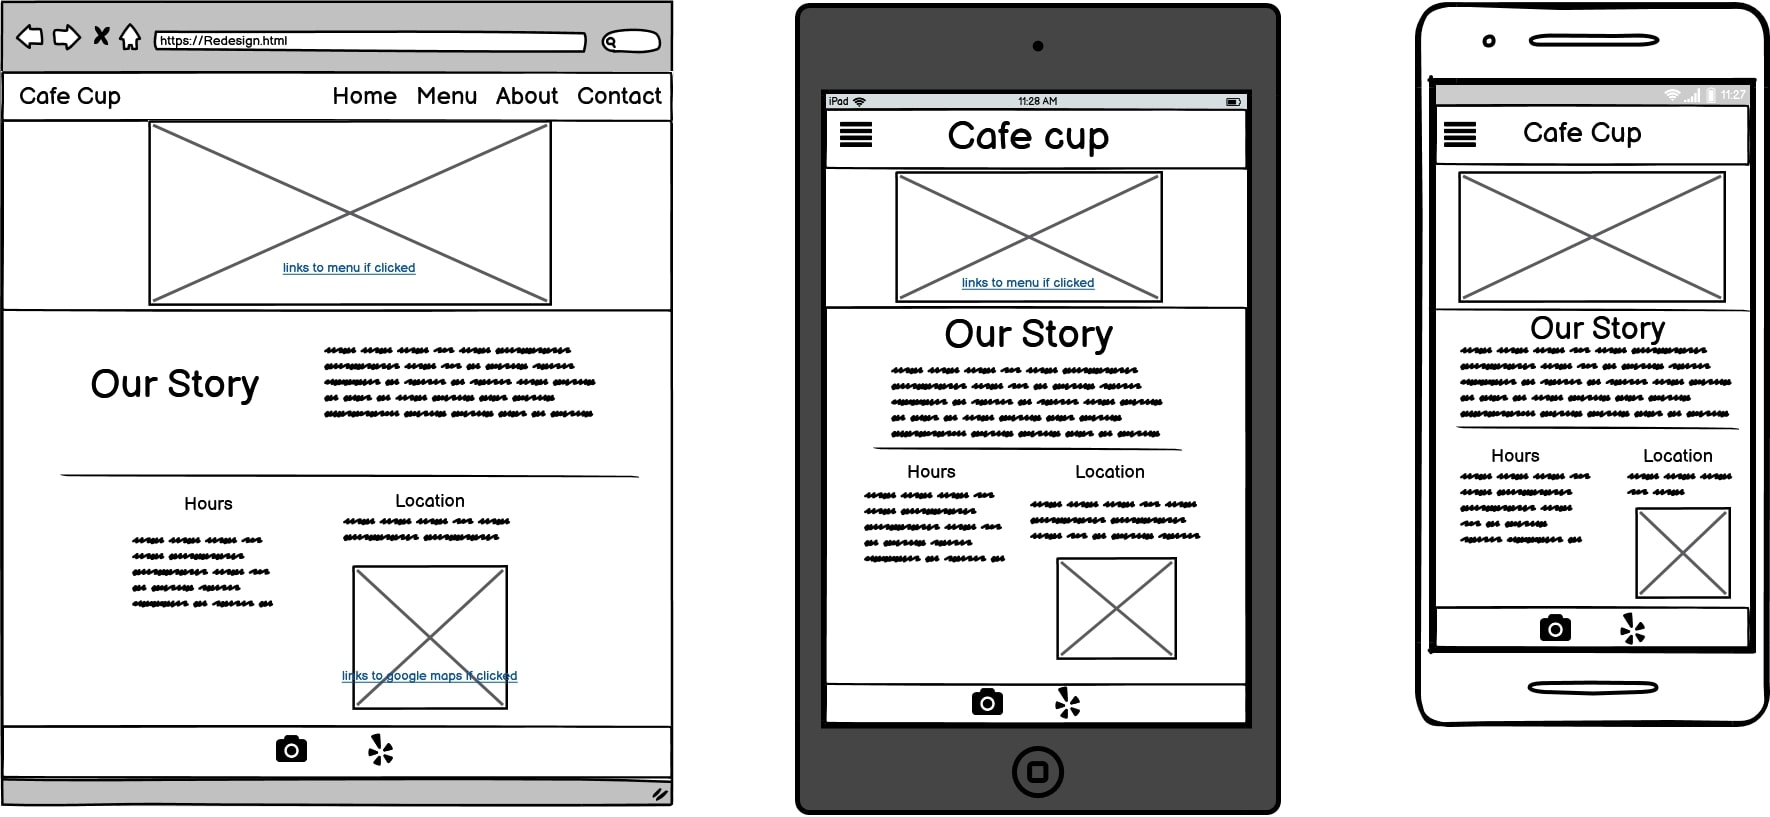 https://Redesign.html
Cafe Cup Home Menu About Contact
links to menu if clicked
Our Story
Hours
Location
links to google maps if clicked
iPad 11:28 AM
Cafe cup
links to menu if clicked
Our Story
Hours
Location
11:27
Cafe Cup
Our Story
Hours
Location